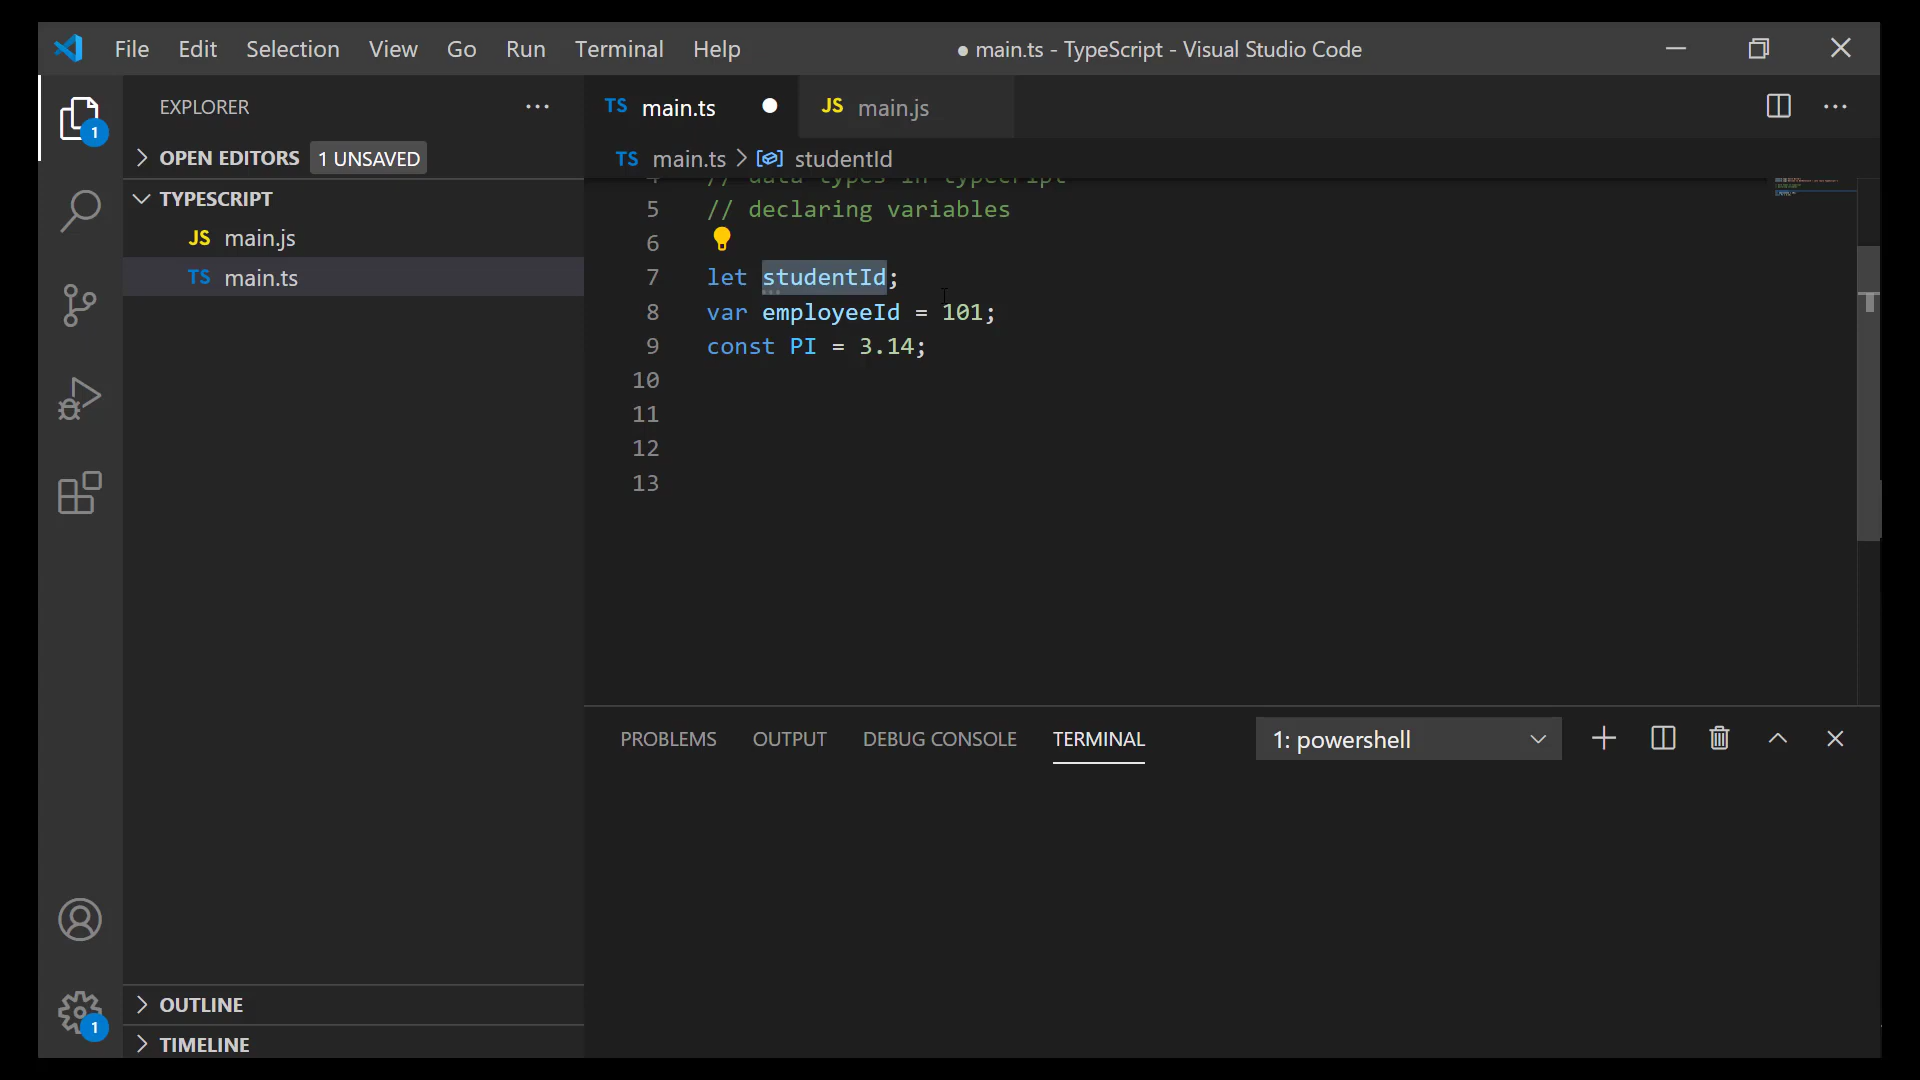 File Edit Selection View Go Run Terminal Help ● main.ts - TypeScript - Visual Studio Code
EXPLORER ···
TS main.ts ● JS main.js
OPEN EDITORS 1 UNSAVED
TS main.ts > studentId
TYPESCRIPT
JS main.js
TS main.ts
4 // data types in typecript
5 // declaring variables
6
7 let studentId;
8 var employeeId = 101;
9 const PI = 3.14;
10
11
12
13
PROBLEMS OUTPUT DEBUG CONSOLE TERMINAL 1: powershell
OUTLINE
TIMELINE
1
1